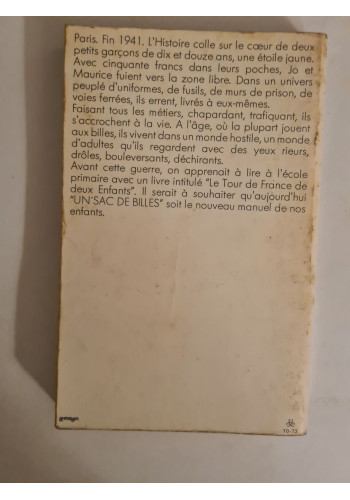 Paris. Fin 1941. L'Histoire colle sur le cœur de deux
petits garçons de dix et douze ans, une étoile jaune.
Avec cinquante francs dans leurs poches, Jo et
Maurice fuient vers la zone libre. Dans un univers
peuplé d'uniformes, de fusils, de murs de prison, de
voies ferrées, ils errent, livrés à eux-mêmes.
Faisant tous les métiers, chapardant, trafiquant, ils
s'accrochent à la vie. A l'âge, où la plupart jouent
aux billes, ils vivent dans un monde hostile, un monde
d'adultes qu'ils regardent avec des yeux rieurs,
drôles, bouleversants, déchirants.
Avant cette guerre, on apprenait à lire à l'école
primaire avec un livre intitulé "Le Tour de France de
deux Enfants". Il serait à souhaiter qu'aujourd'hui
"UN SAC DE BILLES" soit le nouveau manuel de nos
enfants.